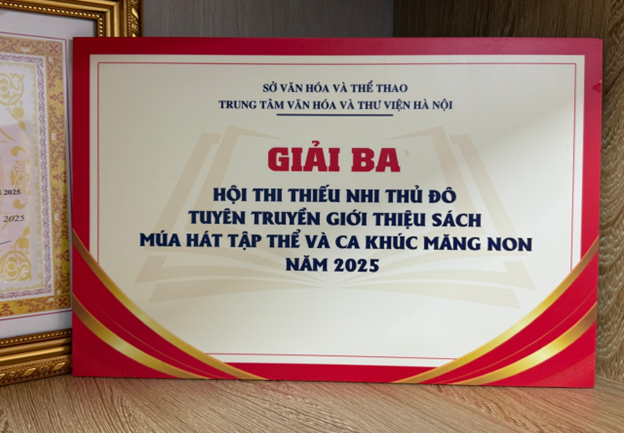 SỞ VĂN HÓA VÀ THỂ THAO
TRUNG TÂM VĂN HÓA VÀ THƯ VIỆN HÀ NỘI
GIẢI BA
HỘI THI THIẾU NHI THỦ ĐÔ
TUYÊN TRUYỀN GIỚI THIỆU SÁCH
MÚA HÁT TẬP THỂ VÀ CA KHÚC MĂNG NON
NĂM 2025
2025
2025